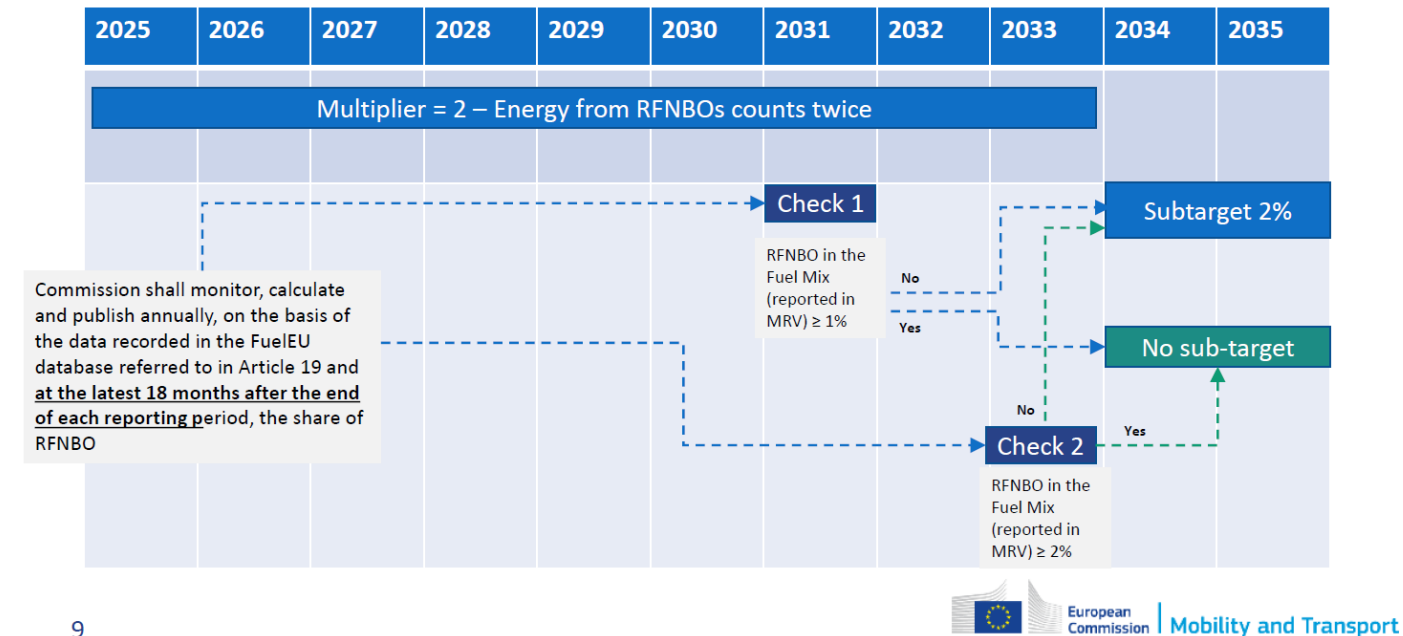 2025 2026 2027 2028 2029 2030 2031 2032 2033 2034 2035
Multiplier = 2 – Energy from RFNBOs counts twice
Check 1
Subtarget 2%
RFNBO in the
Fuel Mix
(reported in
MRV) ≥ 1%
No
Yes
Commission shall monitor, calculate
and publish annually, on the basis of
the data recorded in the FuelEU
database referred to in Article 19 and
at the latest 18 months after the end
of each reporting period, the share of
RFNBO
No sub-target
No
Yes
Check 2
RFNBO in the
Fuel Mix
(reported in
MRV) ≥ 2%
9
European
Commission
Mobility and Transport